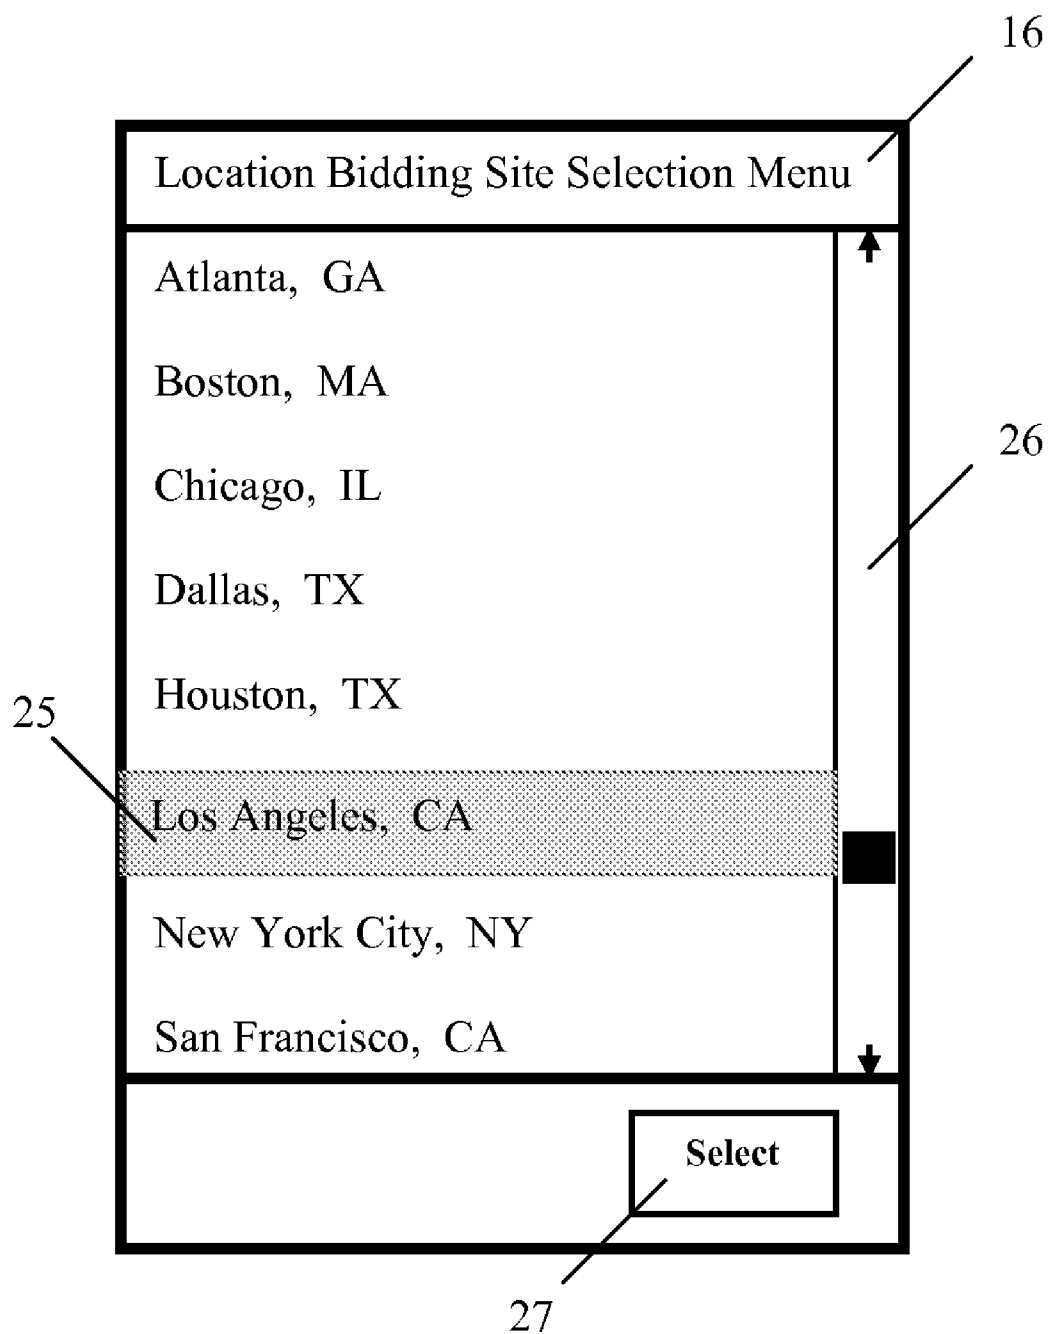 16
Location Bidding Site Selection Menu
Atlanta, GA
Boston, MA
26
Chicago, IL
Dallas, TX
Houston, TX
25
Los Angeles, CA
New York City, NY
San Francisco, CA
Select
27